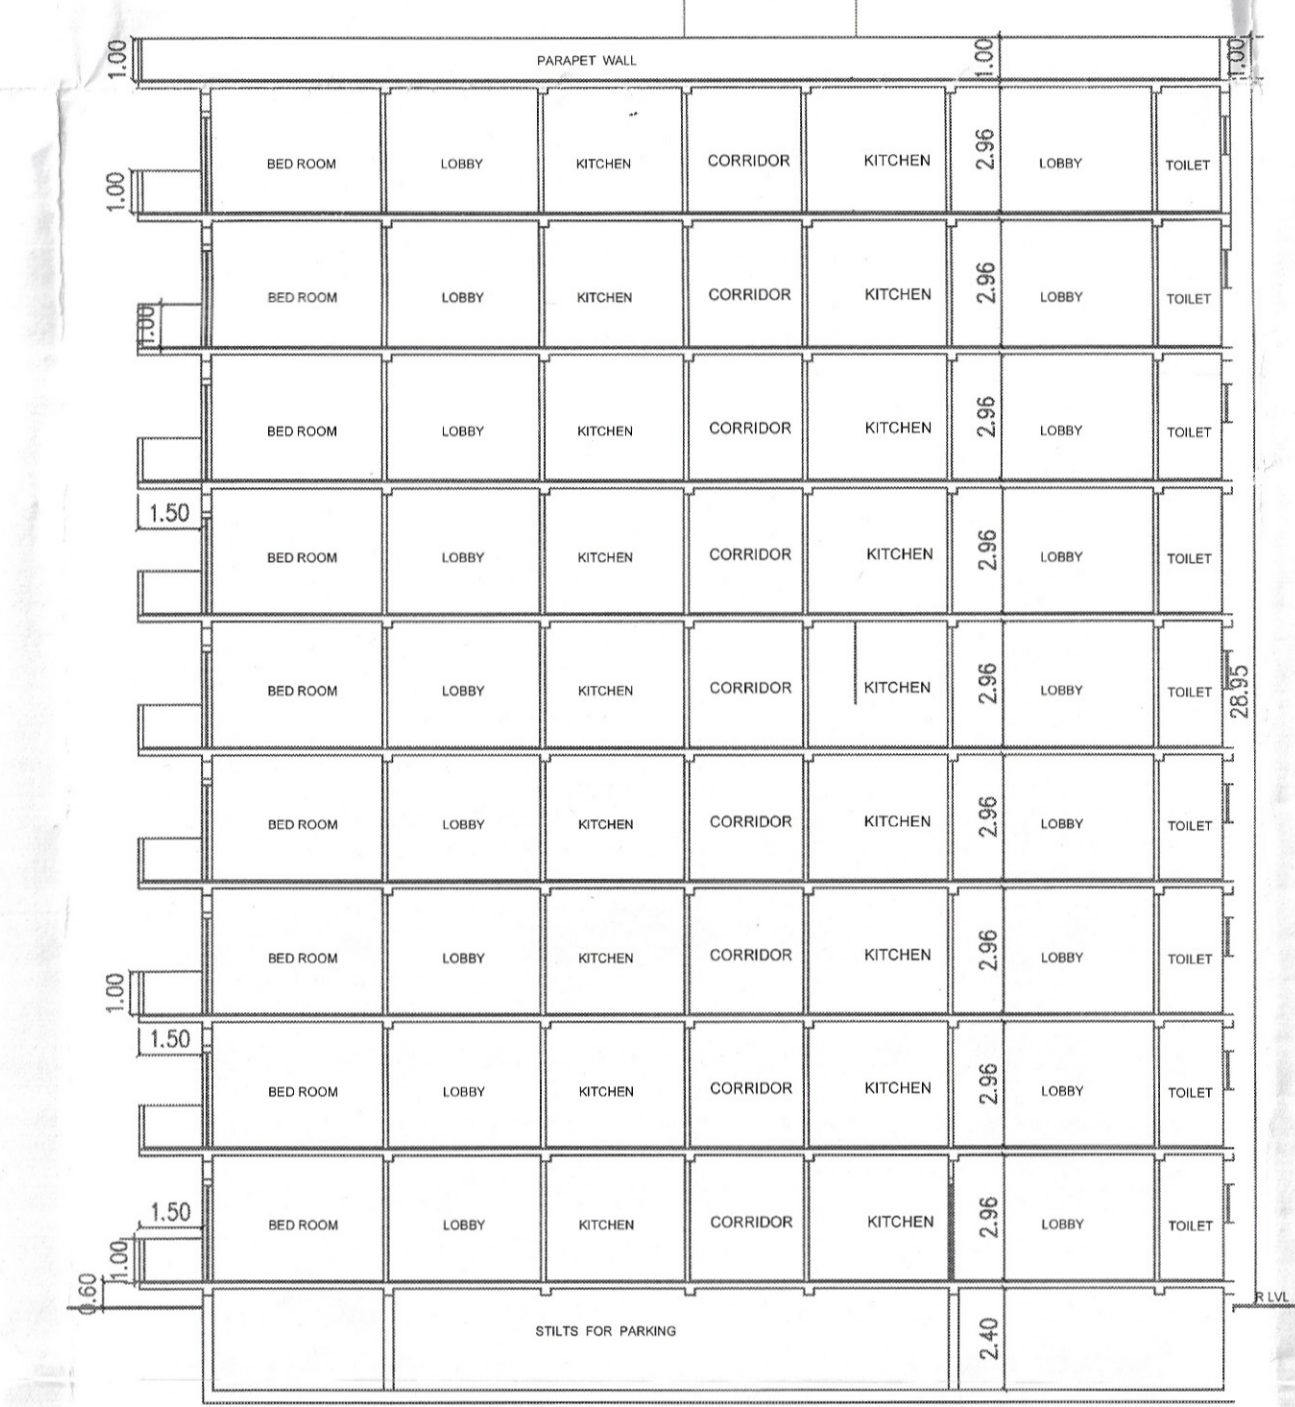 1.00 PARAPET WALL 1.00 1.00
BED ROOM LOBBY KITCHEN CORRIDOR KITCHEN 2.96 LOBBY TOILET
1.00
BED ROOM LOBBY KITCHEN CORRIDOR KITCHEN 2.96 LOBBY TOILET
1.00
BED ROOM LOBBY KITCHEN CORRIDOR KITCHEN 2.96 LOBBY TOILET
1.50
BED ROOM LOBBY KITCHEN CORRIDOR KITCHEN 2.96 LOBBY TOILET
BED ROOM LOBBY KITCHEN CORRIDOR KITCHEN 2.96 LOBBY TOILET 28.95
BED ROOM LOBBY KITCHEN CORRIDOR KITCHEN 2.96 LOBBY TOILET
BED ROOM LOBBY KITCHEN CORRIDOR KITCHEN 2.96 LOBBY TOILET
1.00
1.50
BED ROOM LOBBY KITCHEN CORRIDOR KITCHEN 2.96 LOBBY TOILET
1.50
BED ROOM LOBBY KITCHEN CORRIDOR KITCHEN 2.96 LOBBY TOILET
1.00
0.60 R LVL
STILTS FOR PARKING 2.40